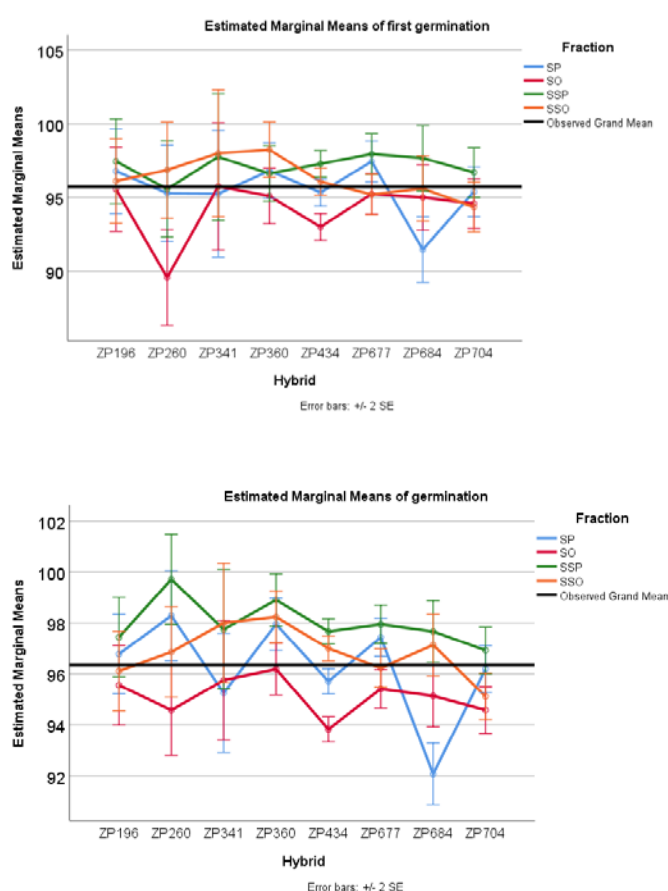 Estimated Marginal Means of first germination
Fraction
SP
SO
SSP
SSO
Observed Grand Mean
Estimated Marginal Means
105
100
95
90
ZP196 ZP260 ZP341 ZP360 ZP434 ZP677 ZP684 ZP704
Hybrid
Error bars: +/- 2 SE
Estimated Marginal Means of germination
Fraction
SP
SO
SSP
SSO
Observed Grand Mean
Estimated Marginal Means
102
100
98
96
94
92
ZP196 ZP260 ZP341 ZP360 ZP434 ZP677 ZP684 ZP704
Hybrid
Error bars: +/- 2 SE